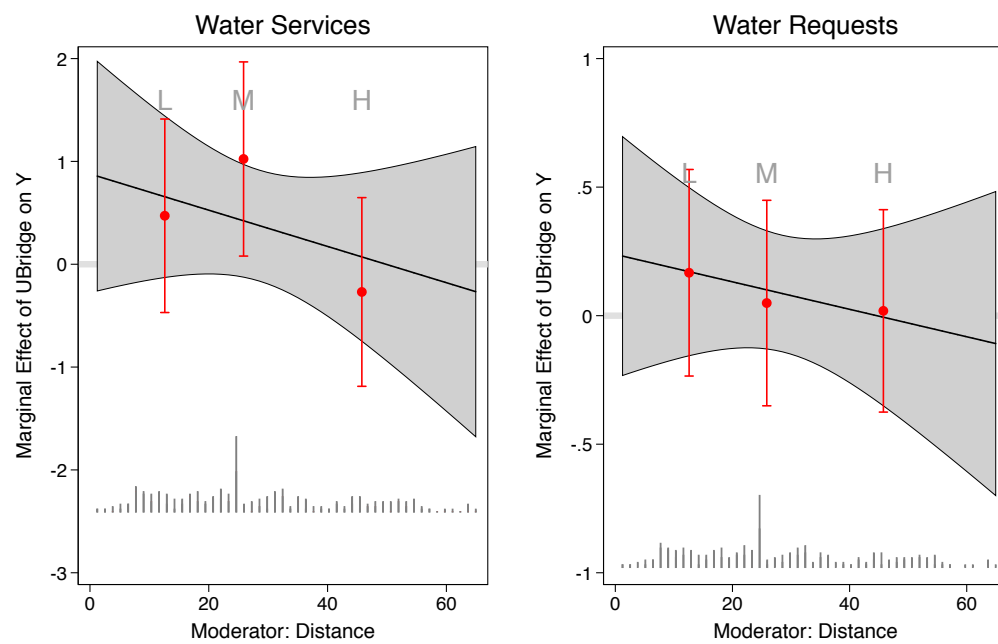 Water Services
Marginal Effect of UBridge on Y
2
1
0
-1
-2
-3
L
M
H
0
20
40
60
Moderator: Distance
Water Requests
Marginal Effect of UBridge on Y
1
.5
0
-.5
-1
L
M
H
0
20
40
60
Moderator: Distance